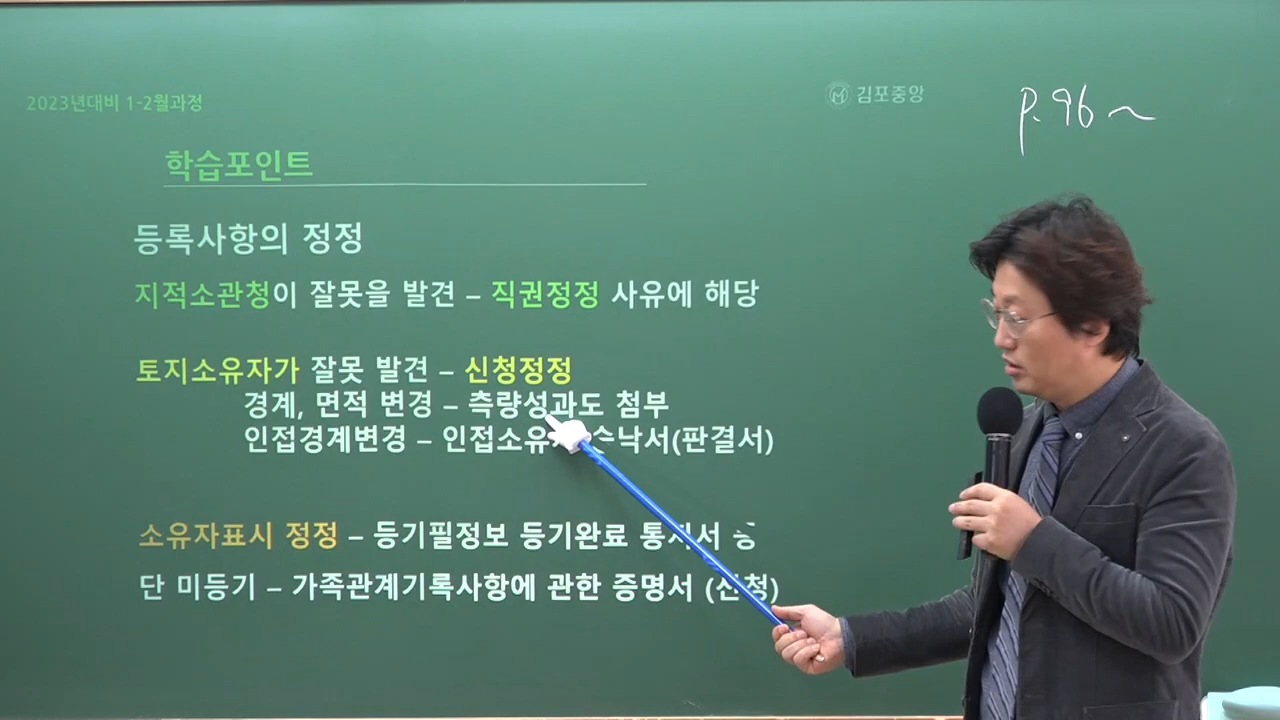 2023년대비 1-2월과정
김포중앙
P.96~
학습포인트
등록사항의 정정
지적소관청이 잘못을 발견 – 직권정정 사유에 해당
토지소유자가 잘못 발견 – 신청정정
경계, 면적 변경 – 측량성과도 첨부
인접경계변경 – 인접소유자 승낙서(판결서)
소유자표시 정정 – 등기필정보 등기완료 통지서 등
단 미등기 – 가족관계기록사항에 관한 증명서 (신청)